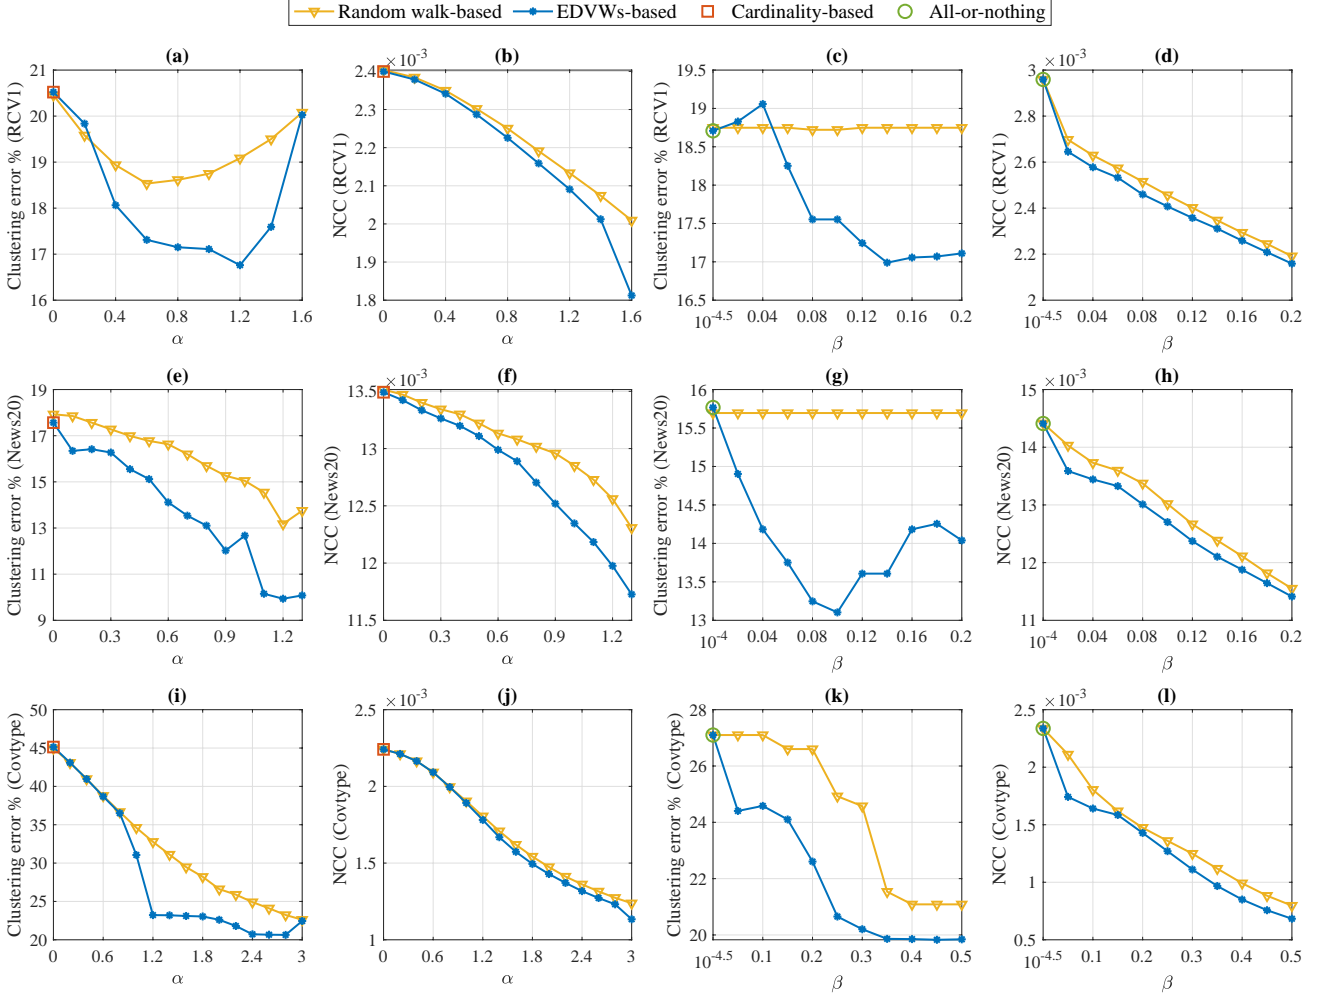 Random walk-based EDVWs-based Cardinality-based All-or-nothing
(a)
Clustering error % (RCV1)
21
20
19
18
17
16
0 0.4 0.8 1.2 1.6
α
(b)
×10⁻³
NCC (RCV1)
2.4
2.3
2.2
2.1
2
1.9
1.8
0 0.4 0.8 1.2 1.6
α
(c)
Clustering error % (RCV1)
19.5
19
18.5
18
17.5
17
16.5
10⁻⁴·⁵ 0.04 0.08 0.12 0.16 0.2
β
(d)
×10⁻³
NCC (RCV1)
3
2.8
2.6
2.4
2.2
2
10⁻⁴·⁵ 0.04 0.08 0.12 0.16 0.2
β
(e)
Clustering error % (News20)
19
17
15
13
11
9
0 0.3 0.6 0.9 1.2
α
(f)
×10⁻³
NCC (News20)
13.5
13
12.5
12
11.5
0 0.3 0.6 0.9 1.2
α
(g)
Clustering error % (News20)
16
15.5
15
14.5
14
13.5
13
10⁻⁴ 0.04 0.08 0.12 0.16 0.2
β
(h)
×10⁻³
NCC (News20)
15
14
13
12
11
10⁻⁴ 0.04 0.08 0.12 0.16 0.2
β
(i)
Clustering error % (Covtype)
50
45
40
35
30
25
20
0 0.6 1.2 1.8 2.4 3
α
(j)
×10⁻³
NCC (Covtype)
2.5
2
1.5
1
0 0.6 1.2 1.8 2.4 3
α
(k)
Clustering error % (Covtype)
28
26
24
22
20
10⁻⁴·⁵ 0.1 0.2 0.3 0.4 0.5
β
(l)
×10⁻³
NCC (Covtype)
2.5
2
1.5
1
0.5
10⁻⁴·⁵ 0.1 0.2 0.3 0.4 0.5
β